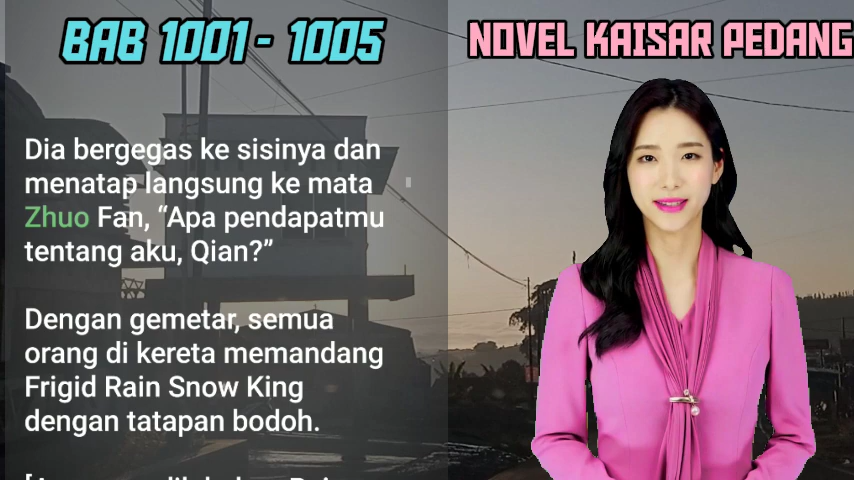 BAB 1001 - 1005
NOVEL KAISAR PEDANG
Dia bergegas ke sisinya dan
menatap langsung ke mata
Zhuo Fan, “Apa pendapatmu
tentang aku, Qian?”
Dengan gemetar, semua
orang di kereta memandang
Frigid Rain Snow King
dengan tatapan bodoh.